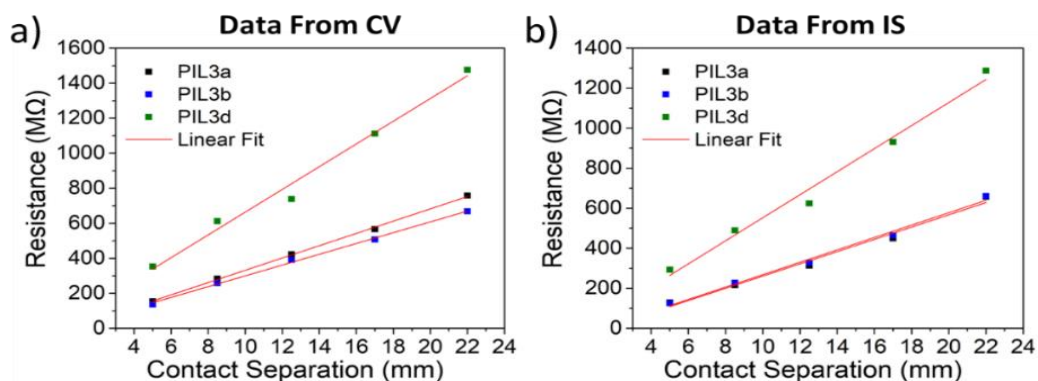 a)
Data From CV
1600
1400
1200
1000
800
600
400
200
0
Resistance (MΩ)
PIL3a
PIL3b
PIL3d
Linear Fit
4 6 8 10 12 14 16 18 20 22 24
Contact Separation (mm)
b)
Data From IS
1400
1200
1000
800
600
400
200
0
Resistance (MΩ)
PIL3a
PIL3b
PIL3d
Linear Fit
4 6 8 10 12 14 16 18 20 22 24
Contact Separation (mm)